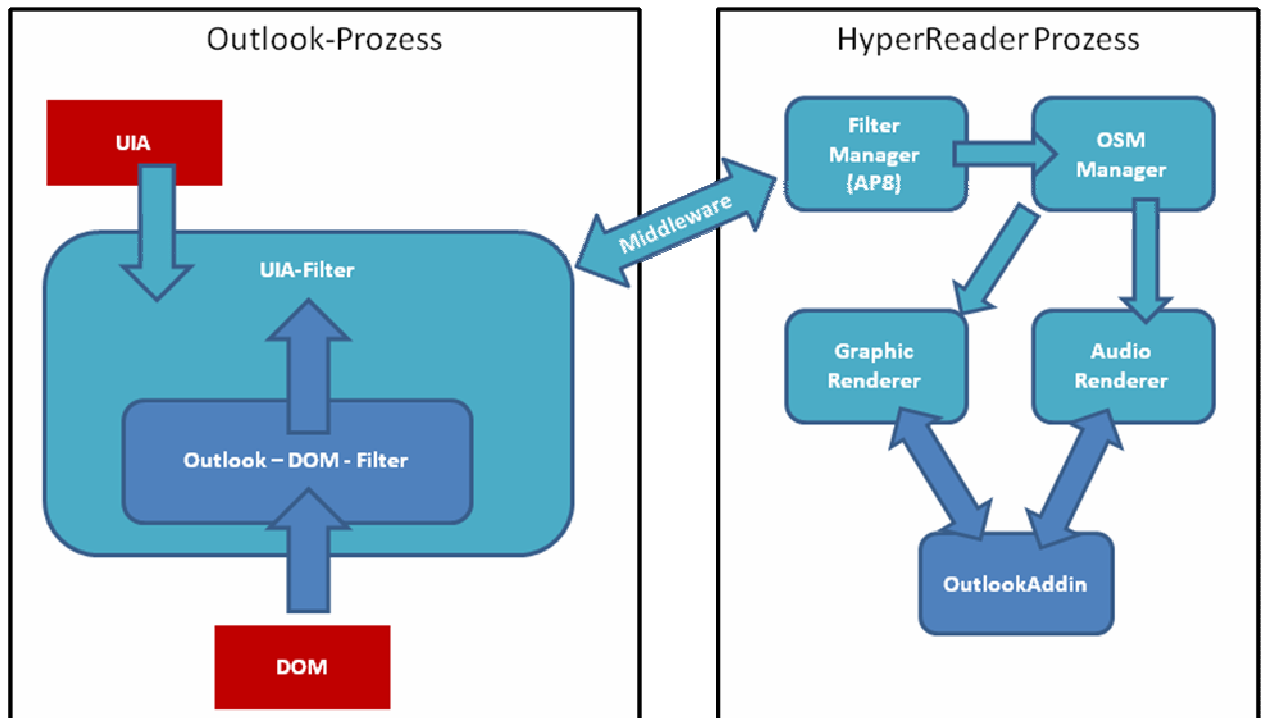 Outlook-Prozess
UIA
UIA-Filter
Outlook – DOM - Filter
DOM
Middleware
HyperReader Prozess
Filter
Manager
(AP8)
OSM
Manager
Graphic
Renderer
Audio
Renderer
OutlookAddin